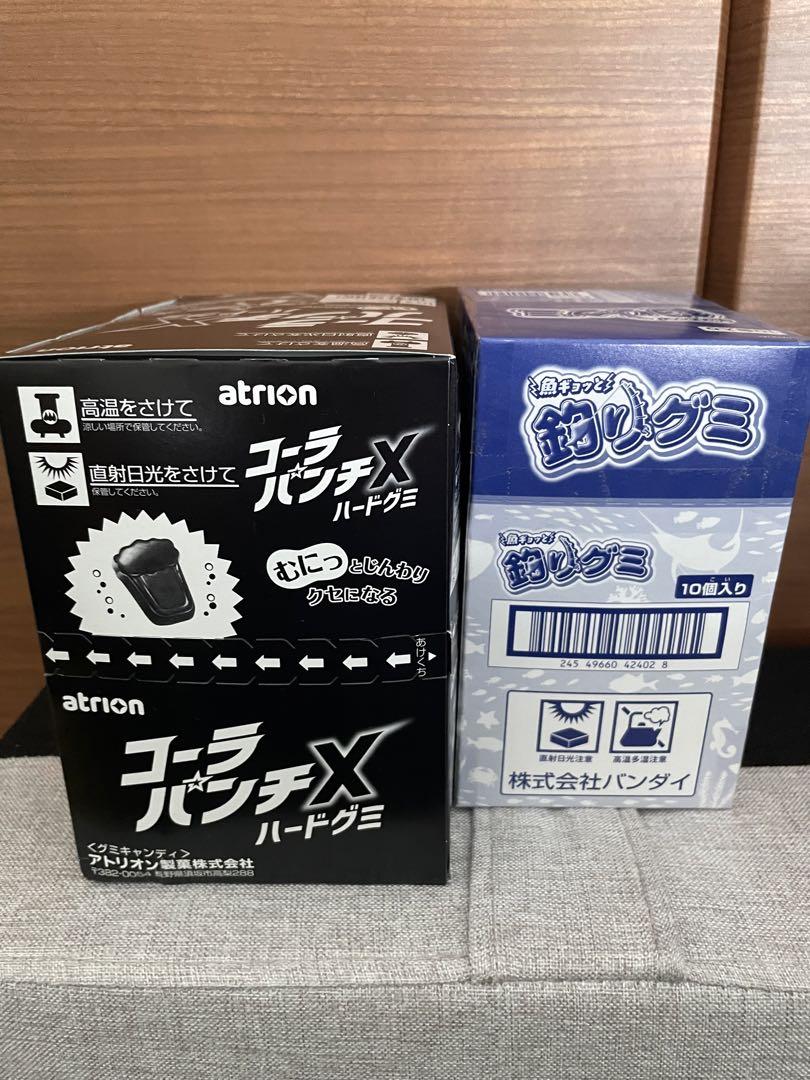 atrion
高温をさけて
涼しい場所で保管してください。
直射日光をさけて
保管してください。
コーラ
パンチX
ハードグミ
むにっとじんわり
クセになる
あけくち
atrion
コーラ
パンチX
ハードグミ
<グミキャンディ>
アトリオン製菓株式会社
〒382-0054 長野県須坂市高梨288
魚ギョッと
釣りグミ
魚ギョッと
釣りグミ
10個入り
245 49660 42402 8
直射日光注意
高温多湿注意
株式会社バンダイ